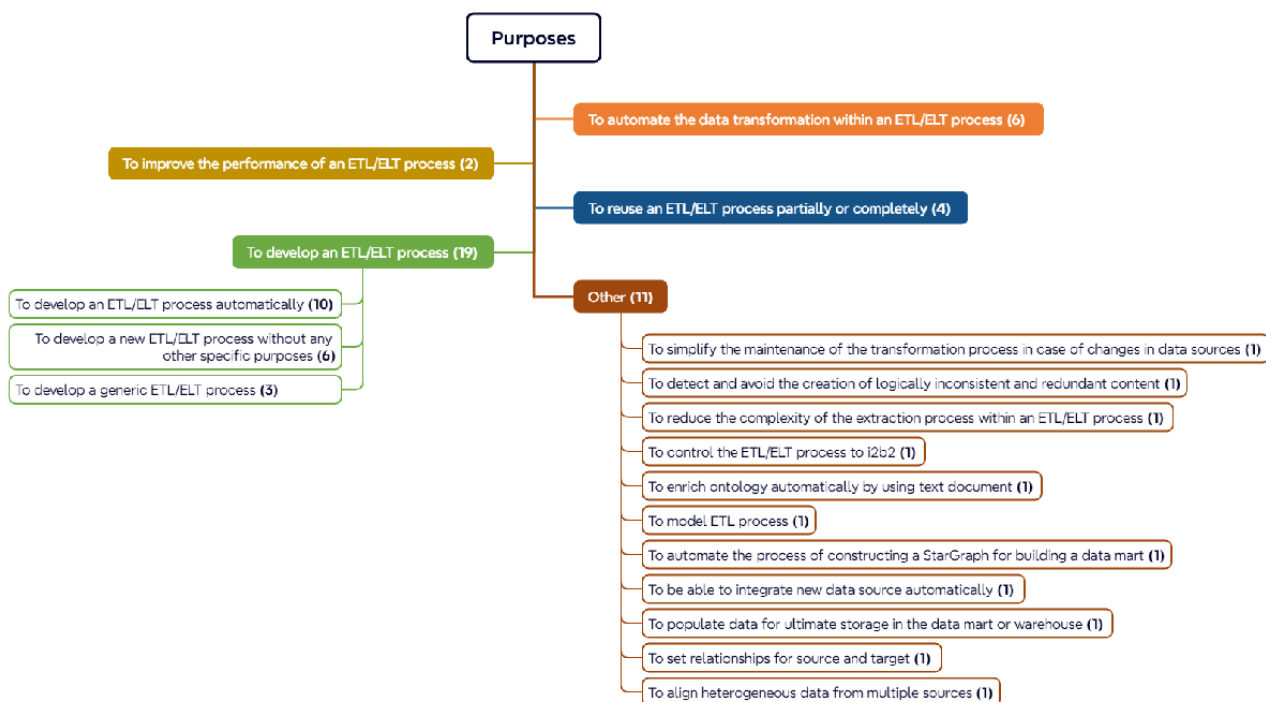 Purposes
To automate the data transformation within an ETL/ELT process (6)
To improve the performance of an ETL/ELT process (2)
To reuse an ETL/ELT process partially or completely (4)
To develop an ETL/ELT process (19)
To develop an ETL/ELT process automatically (10)
To develop a new ETL/ELT process without any
other specific purposes (6)
To develop a generic ETL/ELT process (3)
Other (11)
To simplify the maintenance of the transformation process in case of changes in data sources (1)
To detect and avoid the creation of logically inconsistent and redundant content (1)
To reduce the complexity of the extraction process within an ETL/ELT process (1)
To control the ETL/ELT process to i2b2 (1)
To enrich ontology automatically by using text document (1)
To model ETL process (1)
To automate the process of constructing a StarGraph for building a data mart (1)
To be able to integrate new data source automatically (1)
To populate data for ultimate storage in the data mart or warehouse (1)
To set relationships for source and target (1)
To align heterogeneous data from multiple sources (1)